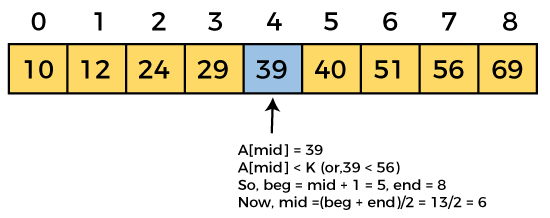 0 1 2 3 4 5 6 7 8
10 12 24 29 39 40 51 56 69
A[mid] = 39
A[mid] < K (or,39 < 56)
So, beg = mid + 1 = 5, end = 8
Now, mid =(beg + end)/2 = 13/2 = 6